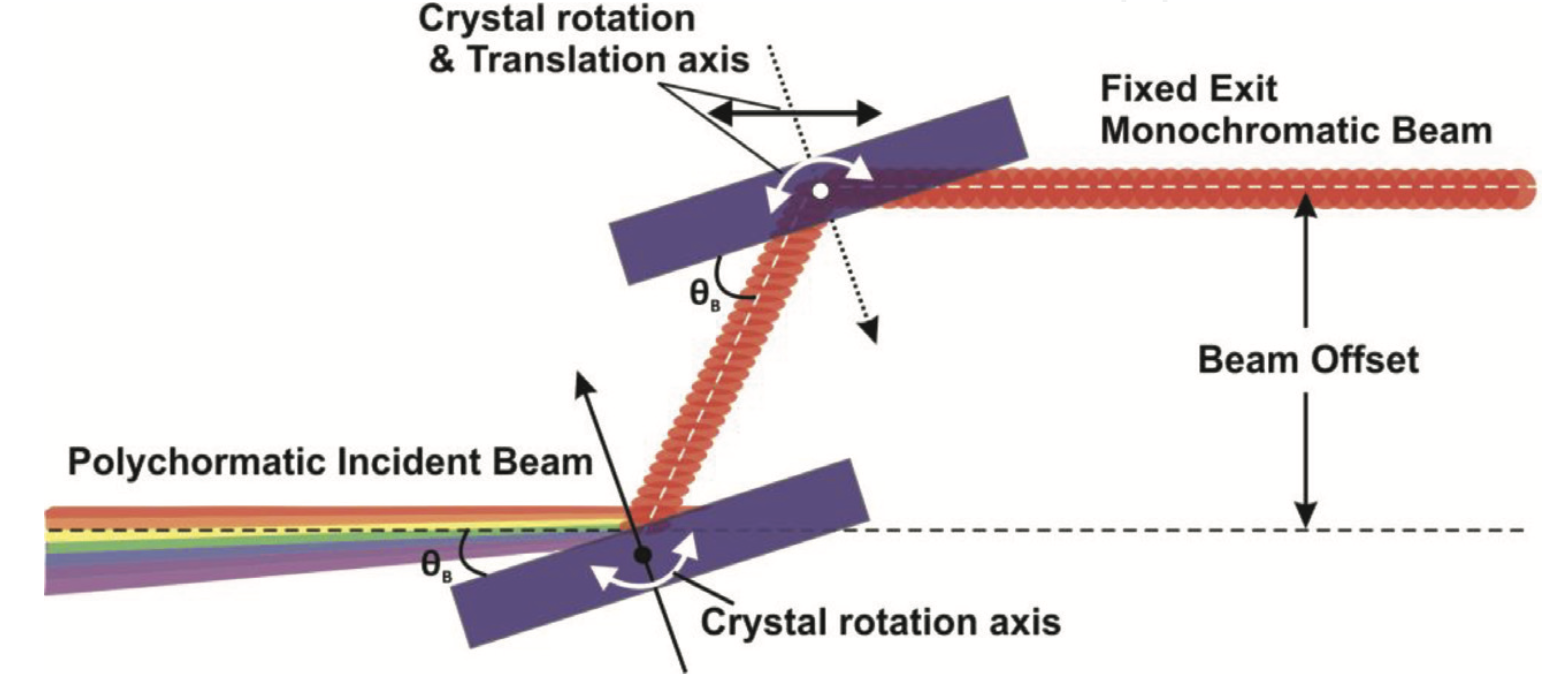 Crystal rotation
& Translation axis
Fixed Exit
Monochromatic Beam
θB
Beam Offset
Polychormatic Incident Beam
θB
Crystal rotation axis